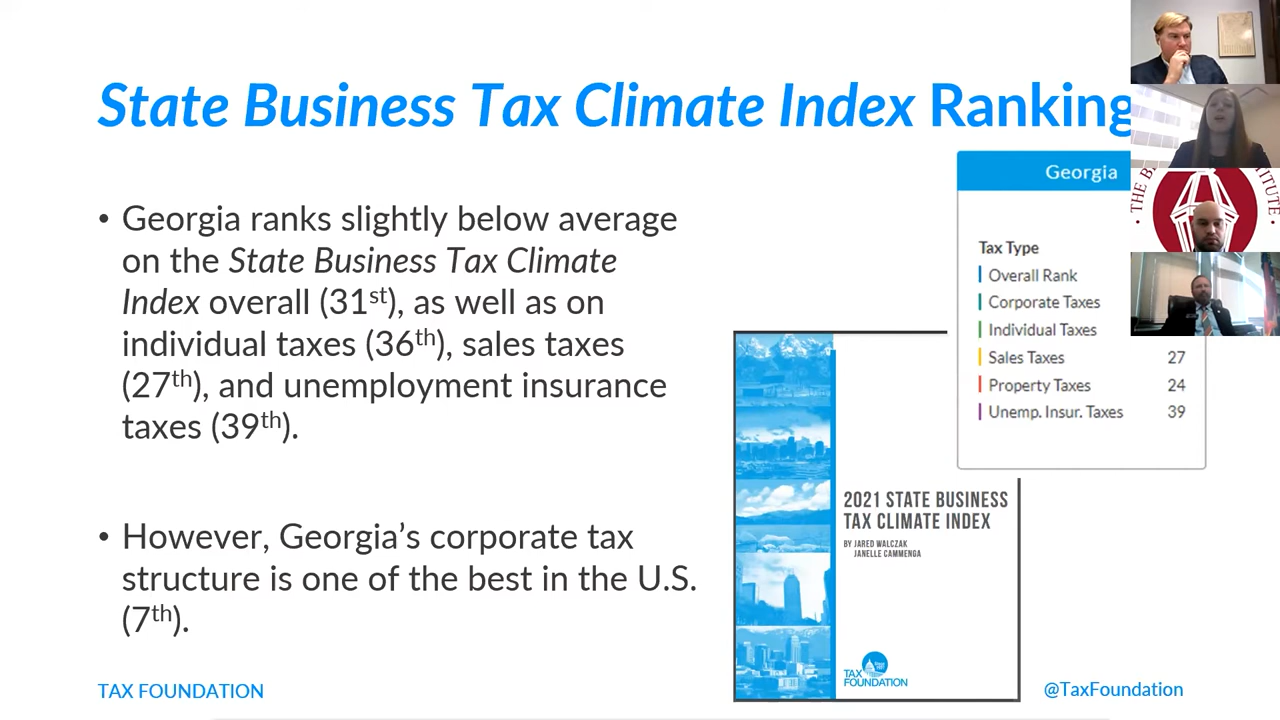 State Business Tax Climate Index Ranking
• Georgia ranks slightly below average
on the State Business Tax Climate
Index overall (31st), as well as on
individual taxes (36th), sales taxes
(27th), and unemployment insurance
taxes (39th).
• However, Georgia’s corporate tax
structure is one of the best in the U.S.
(7th).
Georgia
Tax Type
Overall Rank
Corporate Taxes
Individual Taxes
Sales Taxes 27
Property Taxes 24
Unemp. Insur. Taxes 39
2021 STATE BUSINESS
TAX CLIMATE INDEX
BY JARED WALCZAK
JANELLE CAMMENGA
TAX
FOUNDATION
THE
TAX FOUNDATION
@TaxFoundation